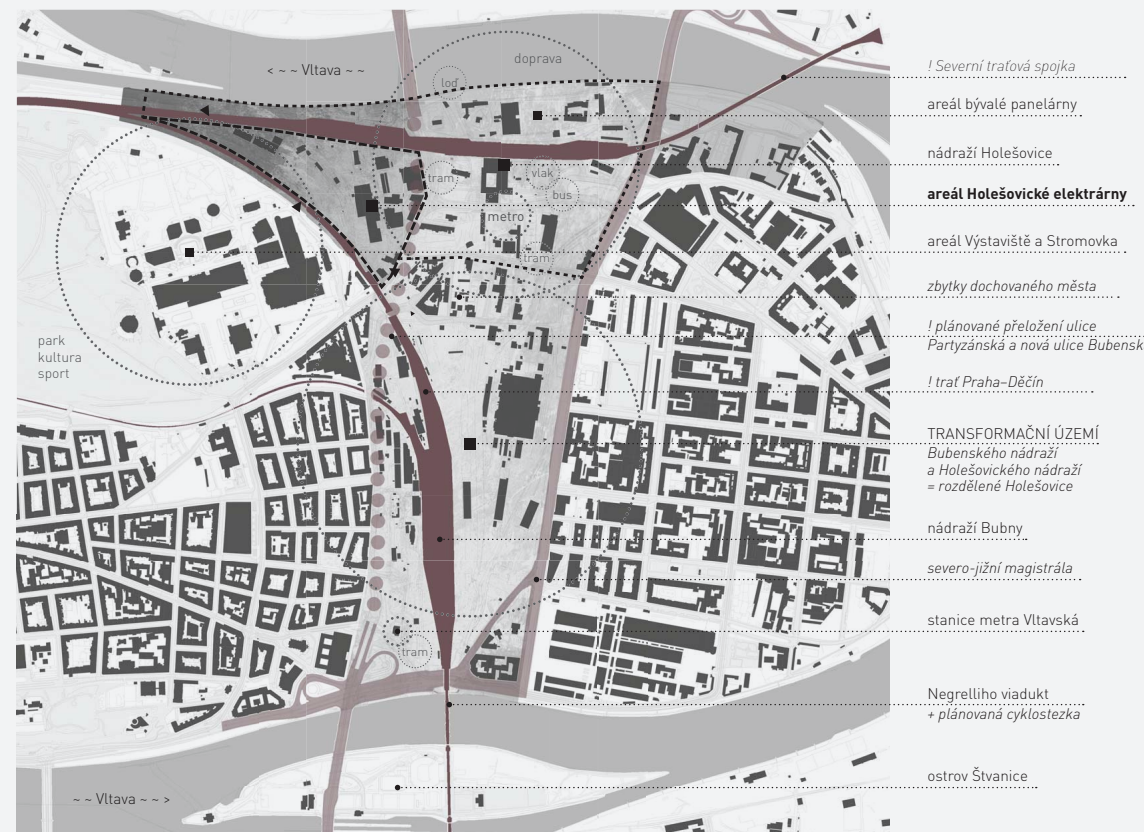 < ~ ~ Vltava ~ ~
doprava
loď
tram
vlak
bus
metro
tram
park
kultura
sport
tram
~ ~ Vltava ~ ~ >
! Severní traťová spojka
areál bývalé panelárny
nádraží Holešovice
areál Holešovické elektrárny
areál Výstaviště a Stromovka
zbytky dochovaného města
! plánované přeložení ulice
Partyzánská a nová ulice Bubensk
! trať Praha–Děčín
TRANSFORMAČNÍ ÚZEMÍ
Bubenského nádraží
a Holešovického nádraží
= rozdělené Holešovice
nádraží Bubny
severo-jižní magistrála
stanice metra Vltavská
Negrelliho viadukt
+ plánovaná cyklostezka
ostrov Štvanice